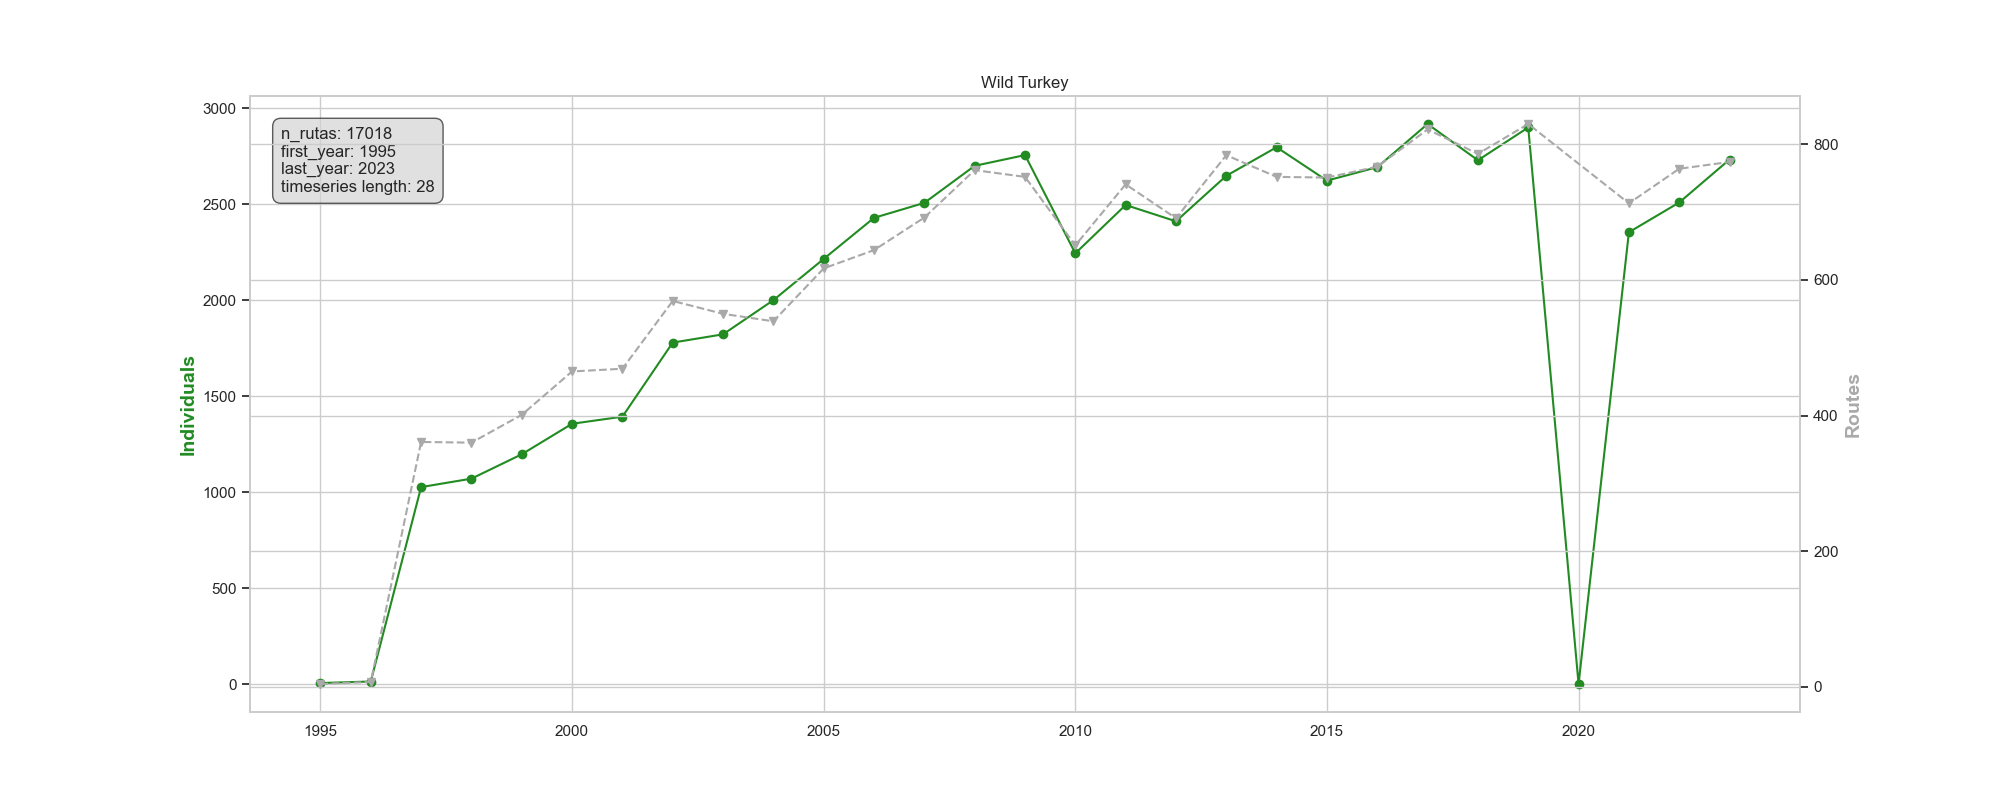 Wild Turkey
n_rutas: 17018
first_year: 1995
last_year: 2023
timeseries length: 28
3000
2500
2000
1500
1000
500
0
Individuals
800
600
400
200
0
Routes
1995 2000 2005 2010 2015 2020